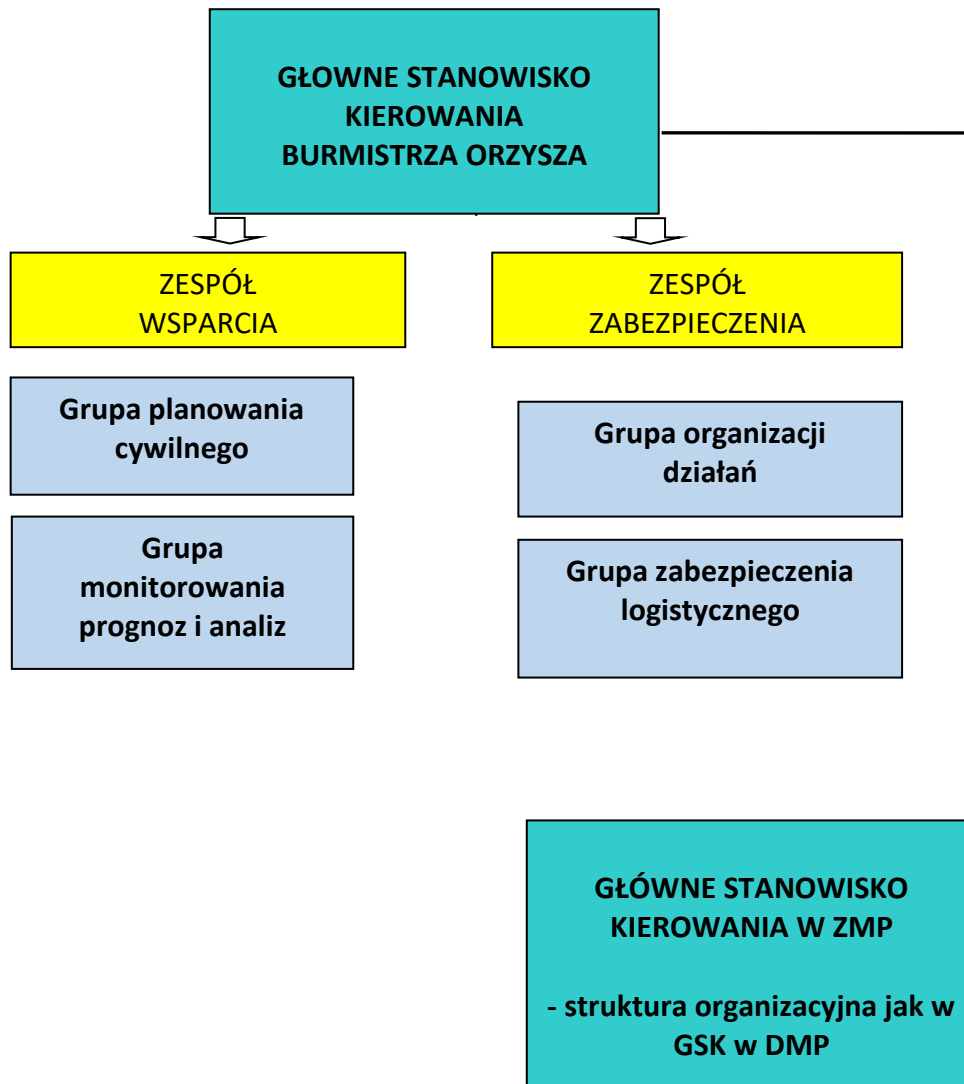 GŁOWNE STANOWISKO
KIEROWANIA
BURMISTRZA ORZYSZA
ZESPÓŁ
WSPARCIA
ZESPÓŁ
ZABEZPIECZENIA
Grupa planowania
cywilnego
Grupa organizacji
działań
Grupa
monitorowania
prognoz i analiz
Grupa zabezpieczenia
logistycznego
GŁÓWNE STANOWISKO
KIEROWANIA W ZMP
- struktura organizacyjna jak w
GSK w DMP